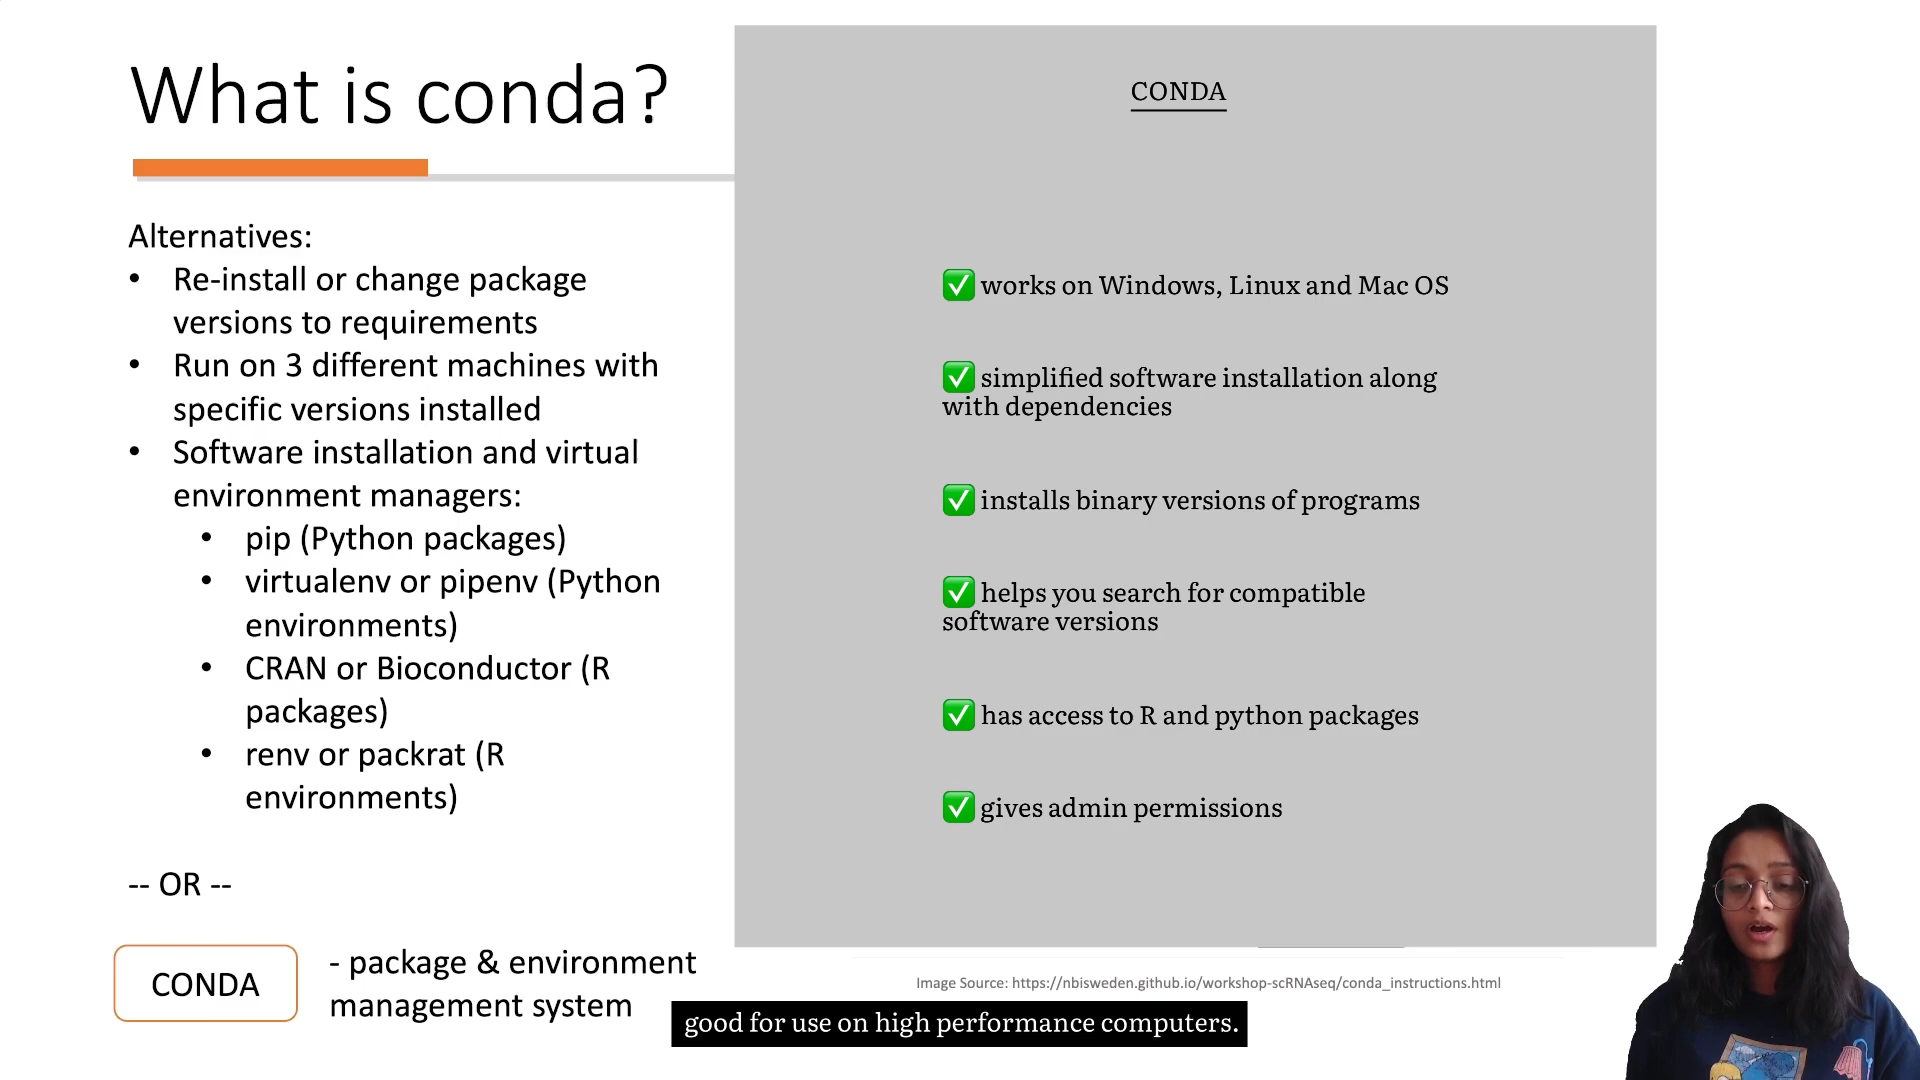 What is conda?
Alternatives:
• Re-install or change package
versions to requirements
• Run on 3 different machines with
specific versions installed
• Software installation and virtual
environment managers:
• pip (Python packages)
• virtualenv or pipenv (Python
environments)
• CRAN or Bioconductor (R
packages)
• renv or packrat (R
environments)
-- OR --
CONDA
- package & environment
management system
CONDA
✅ works on Windows, Linux and Mac OS
✅ simplified software installation along
with dependencies
✅ installs binary versions of programs
✅ helps you search for compatible
software versions
✅ has access to R and python packages
✅ gives admin permissions
Image Source: https://nbisweden.github.io/workshop-scRNAseq/conda_instructions.html
good for use on high performance computers.